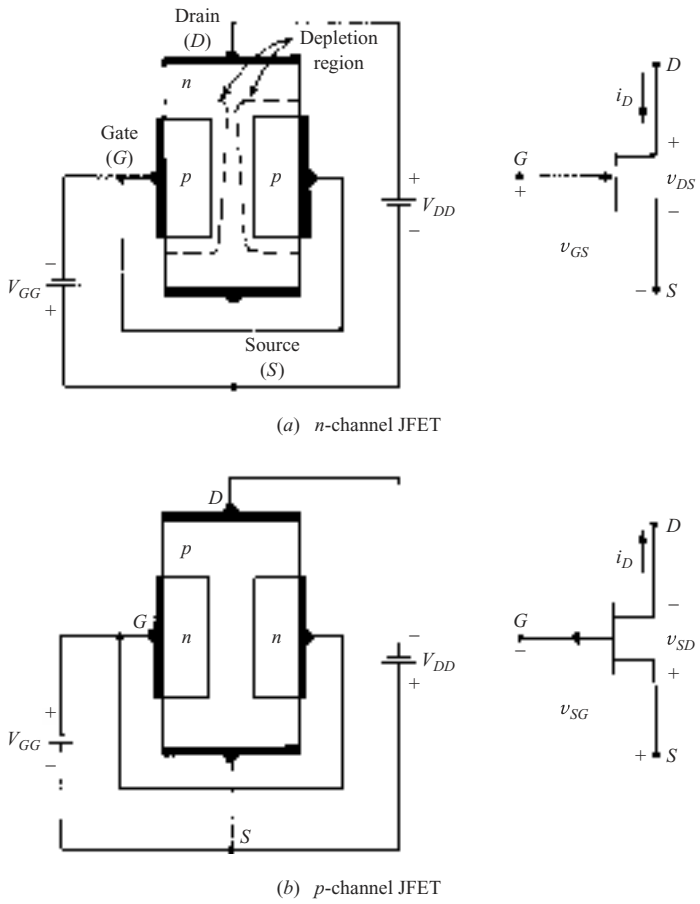 Drain
(D)
Depletion
region
n
D
i_D
Gate
(G)
+
G
p
p
+
v_DS
+
V_DD
−
−
v_GS
−
V_GG
+
− S
Source
(S)
(a) n-channel JFET
D
D
p
i_D
G
G
−
n
n
−
−
V_DD
v_SD
+
+
+
v_SG
V_GG
−
+ S
S
(b) p-channel JFET